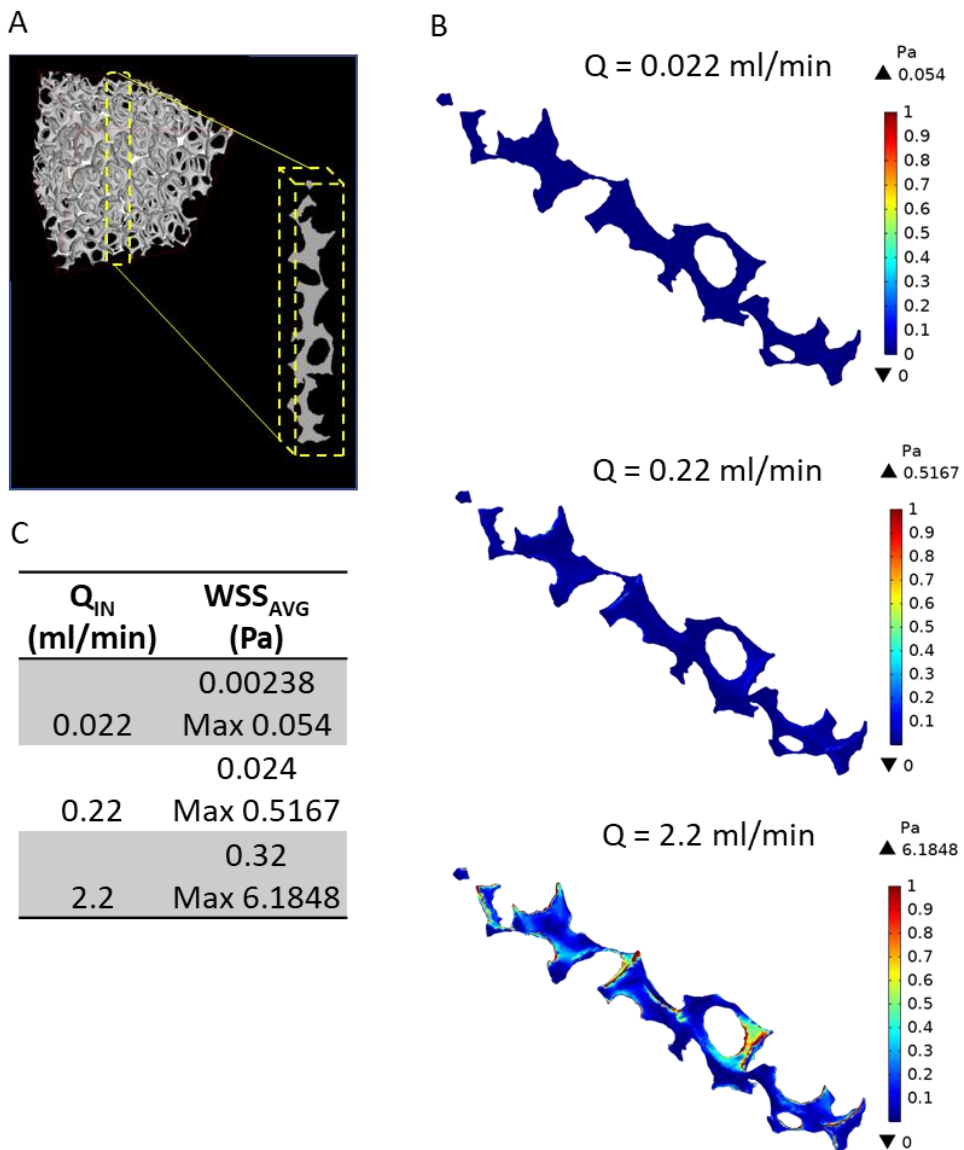 A
B
Q = 0.022 ml/min
Pa
▲ 0.054
1
0.9
0.8
0.7
0.6
0.5
0.4
0.3
0.2
0.1
0
▼ 0
Q = 0.22 ml/min
Pa
▲ 0.5167
1
0.9
0.8
0.7
0.6
0.5
0.4
0.3
0.2
0.1
▼ 0
Q = 2.2 ml/min
Pa
▲ 6.1848
1
0.9
0.8
0.7
0.6
0.5
0.4
0.3
0.2
0.1
▼ 0
C
Q_IN WSS_AVG
(ml/min) (Pa)
0.00238
0.022 Max 0.054
0.024
0.22 Max 0.5167
0.32
2.2 Max 6.1848